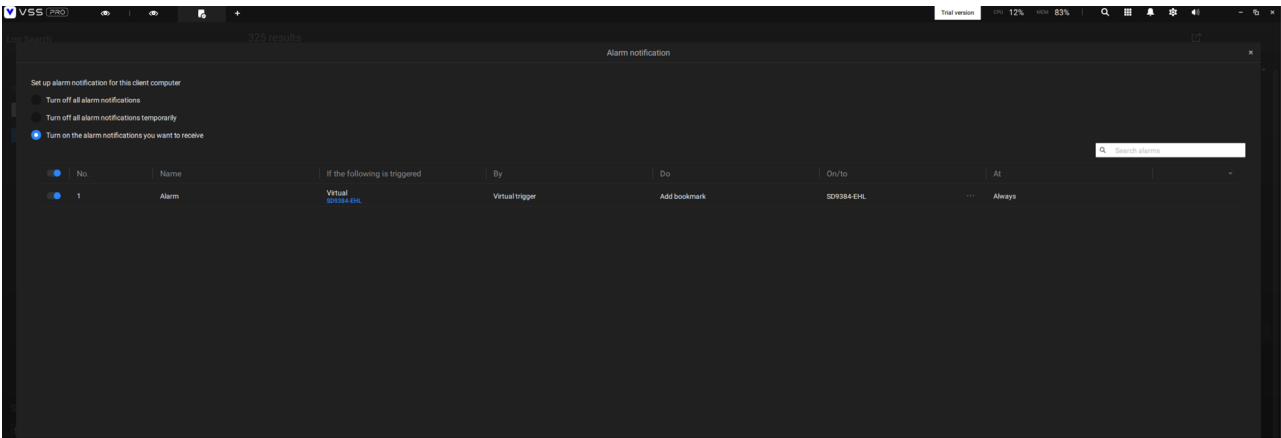 VSS PRO
Trial version CPU 12% MEM 83%
Log Search 325 results
Alarm notification
Set up alarm notification for this client computer
Turn off all alarm notifications
Turn off all alarm notifications temporarily
Turn on the alarm notifications you want to receive
Search alarms
No. Name If the following is triggered By Do On/to At
1 Alarm Virtual Virtual trigger Add bookmark SD9384-EHL ... Always
SD9384-EHL